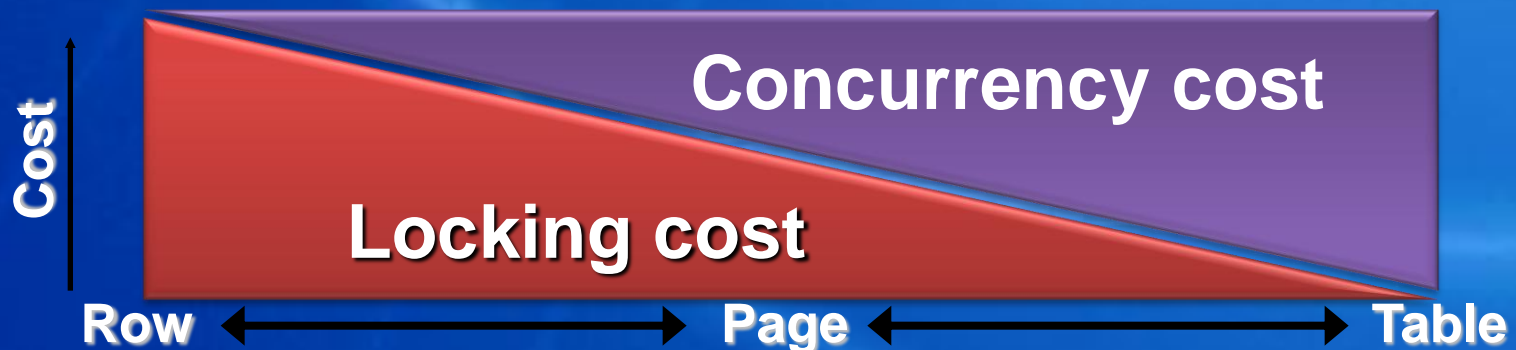 Concurrency cost
Cost
Locking cost
Row
Page
Table